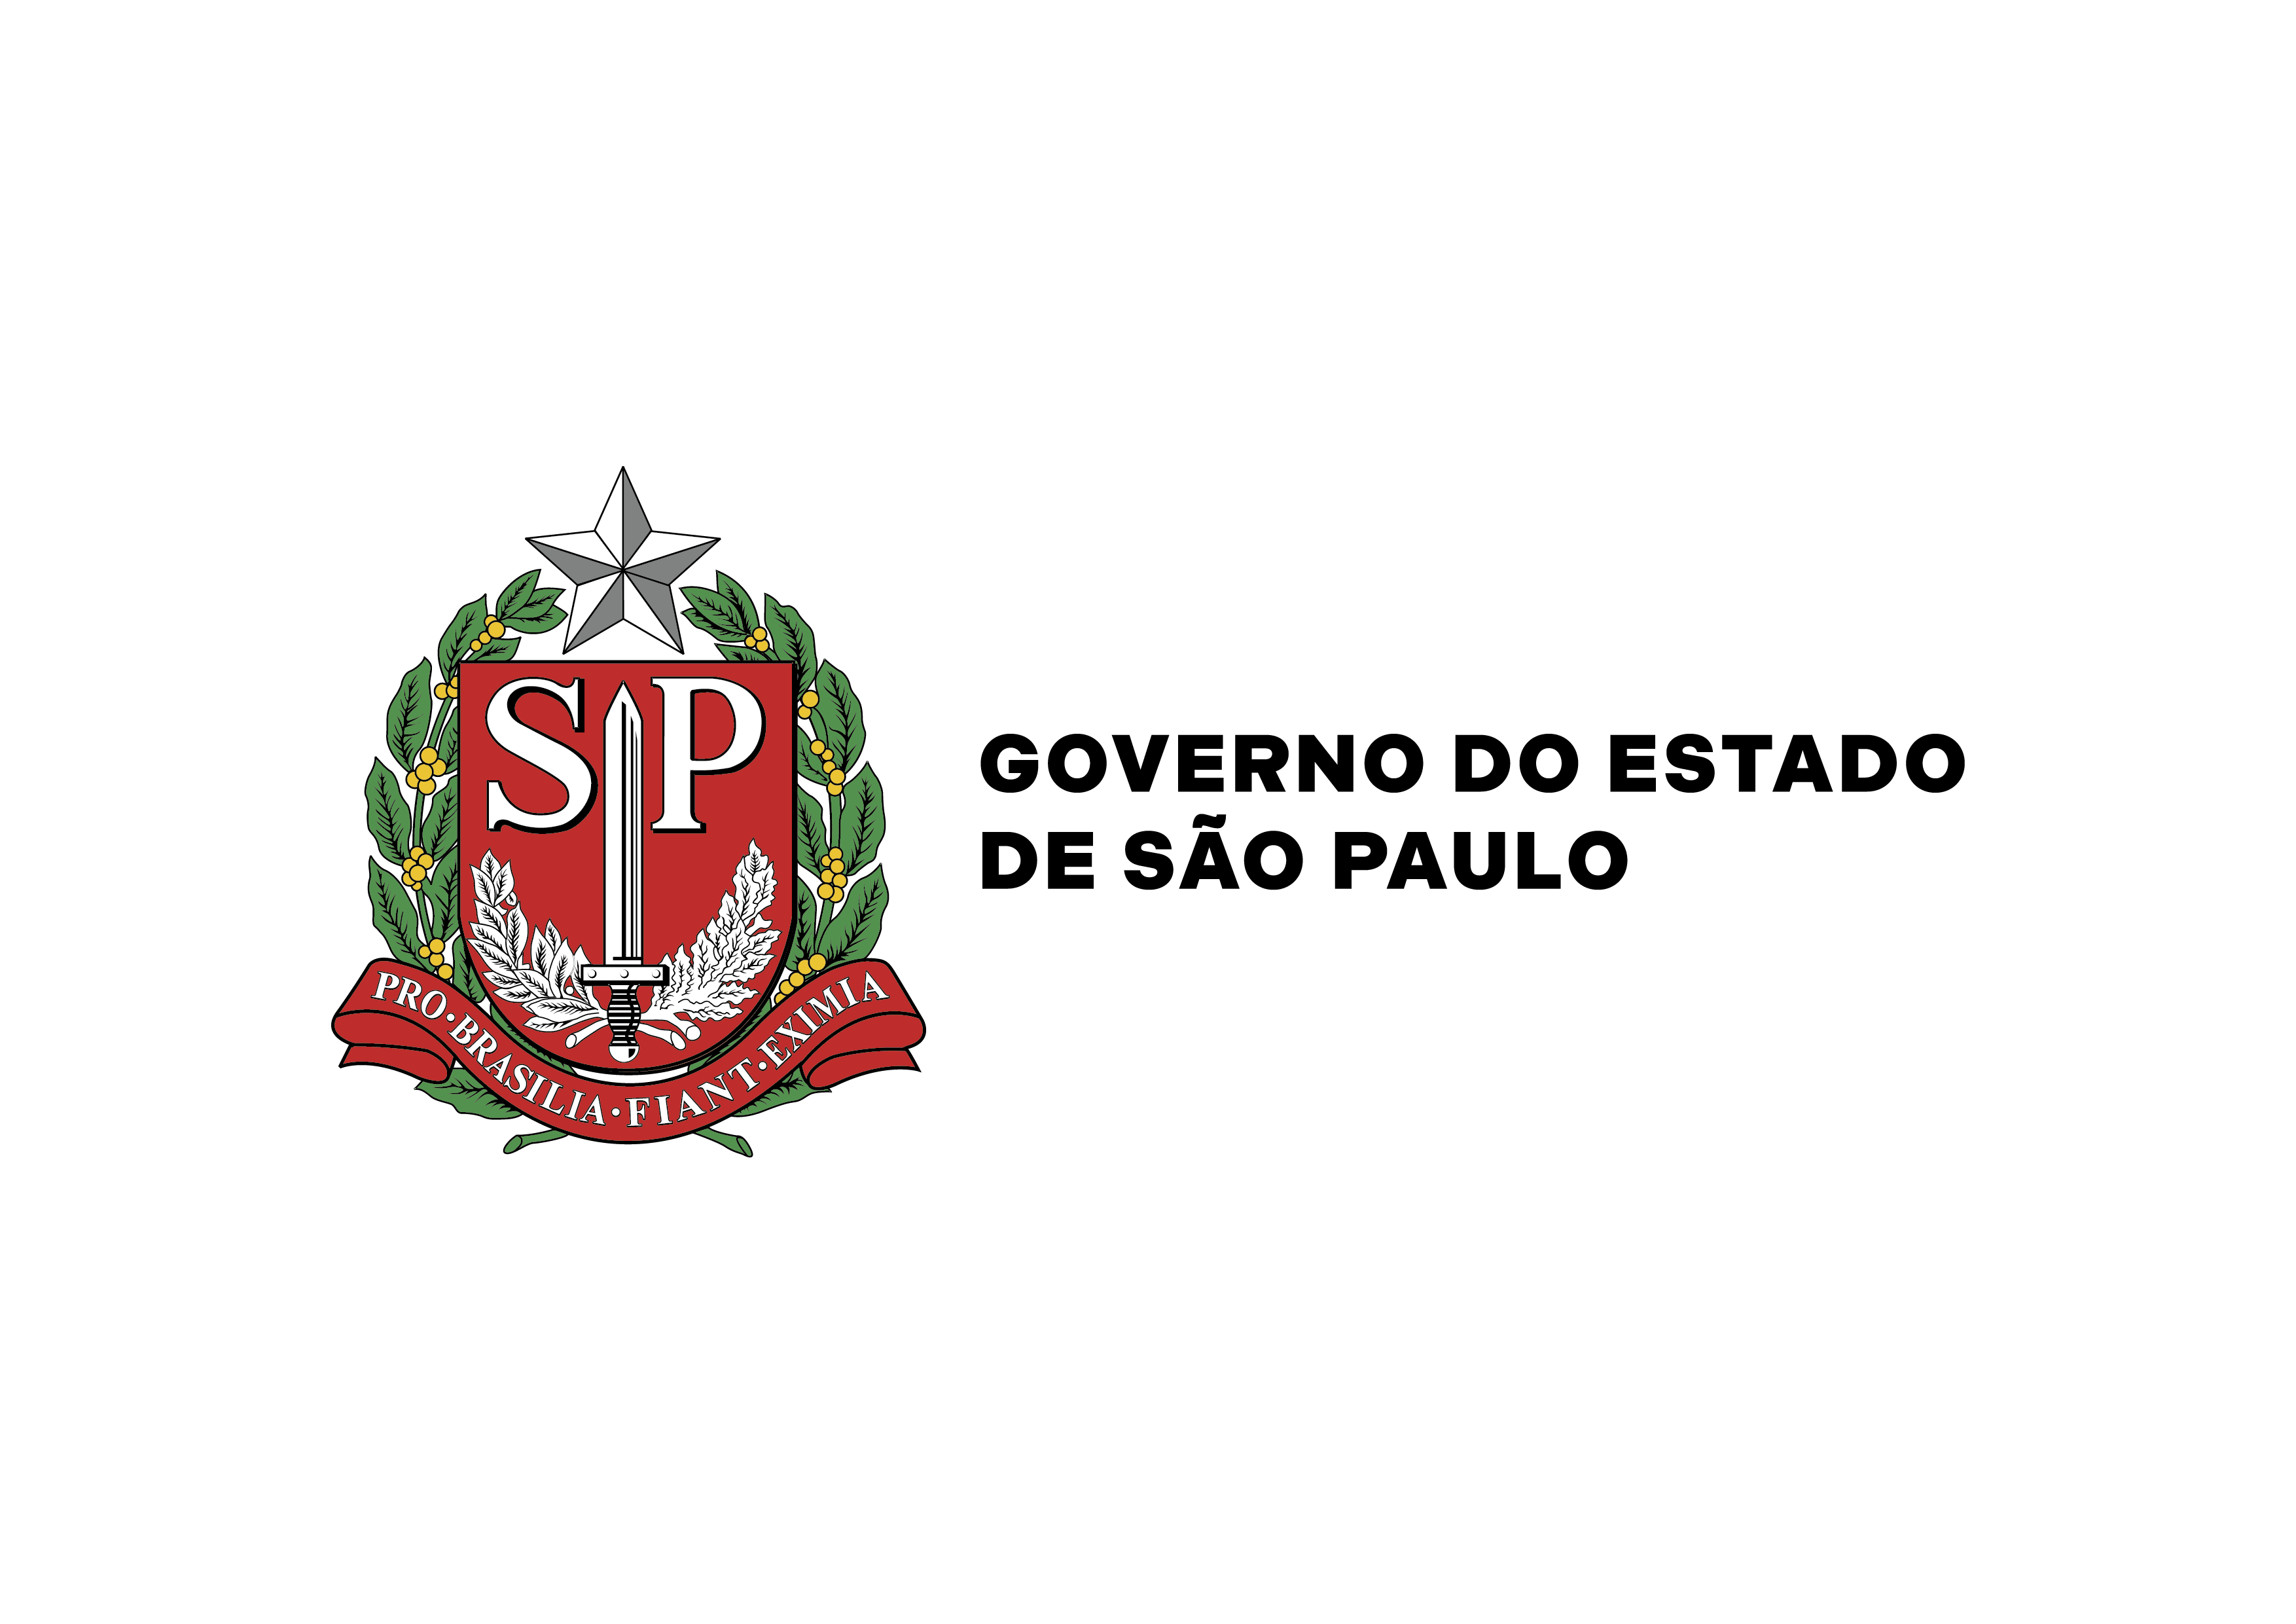 SP
PRO·BRASILIA·FIANT·EXIMIA
GOVERNO DO ESTADO
DE SÃO PAULO